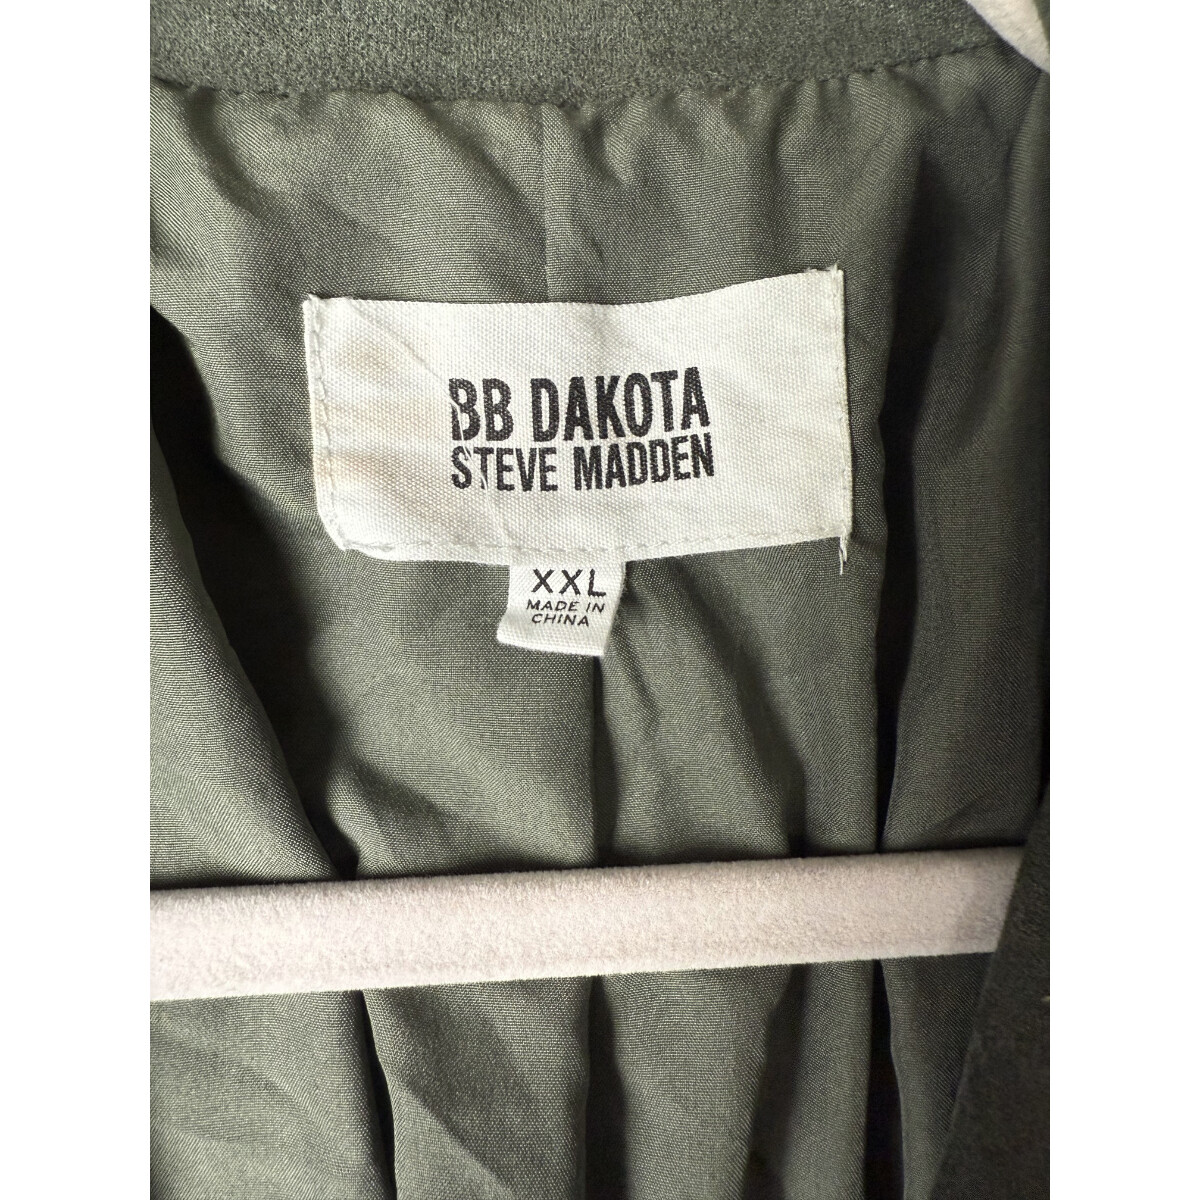 BB DAKOTA
STEVE MADDEN
XXL
MADE IN
CHINA